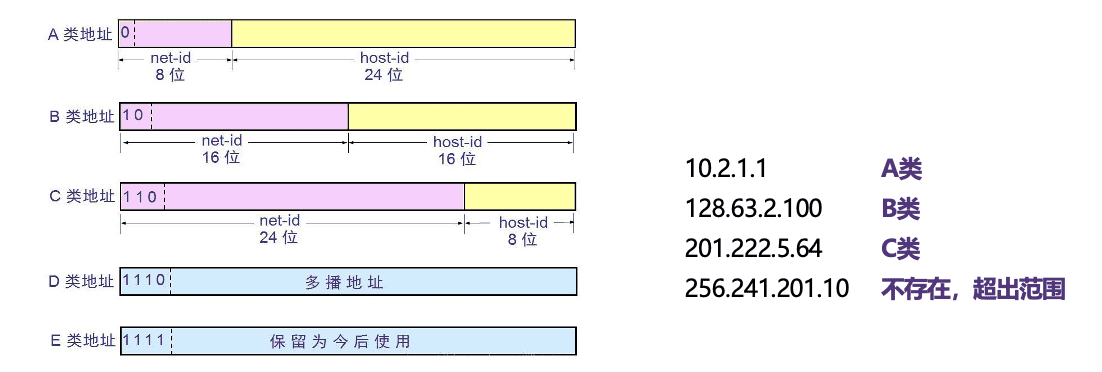 A 类地址 0
net-id host-id
8 位 24 位
B 类地址 1 0
net-id host-id
16 位 16 位
C 类地址 1 1 0
net-id host-id
24 位 8 位
D 类地址 1 1 1 0 多播地址
E 类地址 1 1 1 1 保留为今后使用
10.2.1.1 A类
128.63.2.100 B类
201.222.5.64 C类
256.241.201.10 不存在，超出范围